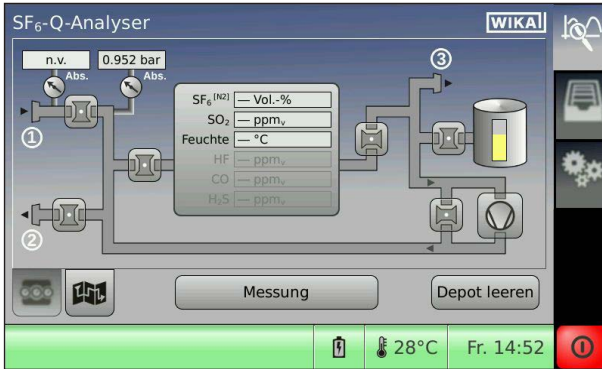 SF₆-Q-Analyser
WIKA
n.v.
0.952 bar
Abs.
Abs.
③
①
SF₆ [N2] — Vol.-%
SO₂ — ppmᵥ
Feuchte — °C
HF — ppmᵥ
CO — ppmᵥ
H₂S — ppmᵥ
②
Messung
Depot leeren
28°C
Fr. 14:52